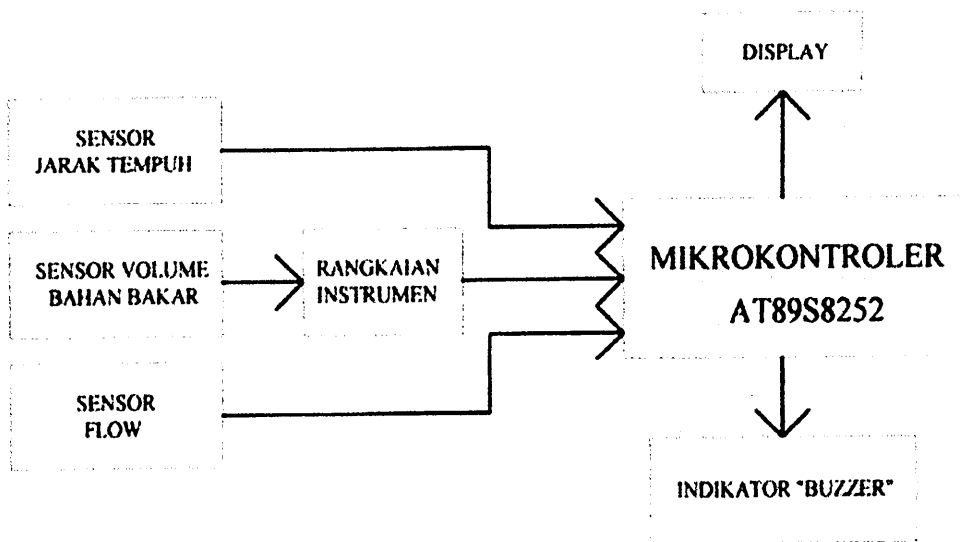 DISPLAY
SENSOR
JARAK TEMPUH
SENSOR VOLUME
BAHAN BAKAR
RANGKAIAN
INSTRUMEN
MIKROKONTROLER
AT89S8252
SENSOR
FLOW
INDIKATOR "BUZZER"